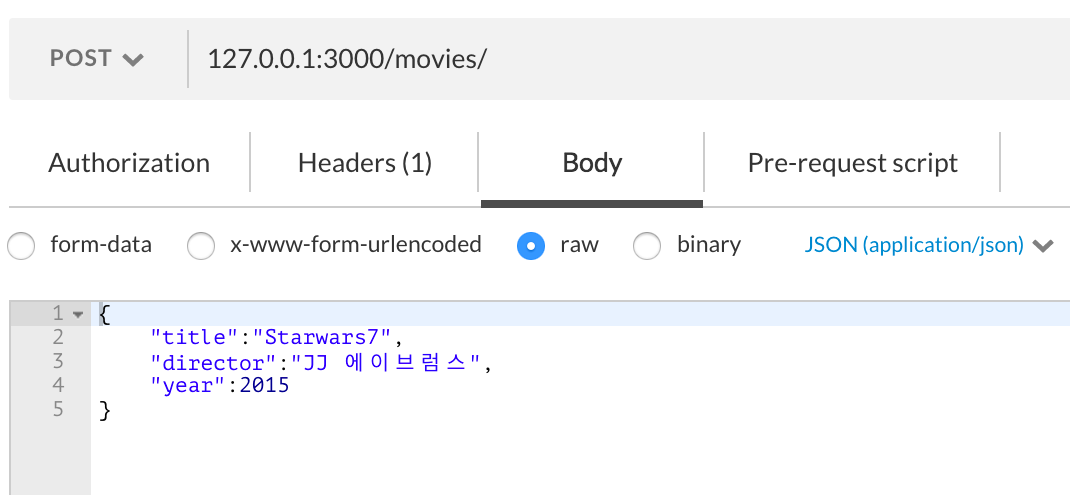 POST 127.0.0.1:3000/movies/
Authorization Headers (1) Body Pre-request script
form-data x-www-form-urlencoded raw binary JSON (application/json)
1 {
2 "title":"Starwars7",
3 "director":"JJ 에이브럼스",
4 "year":2015
5 }